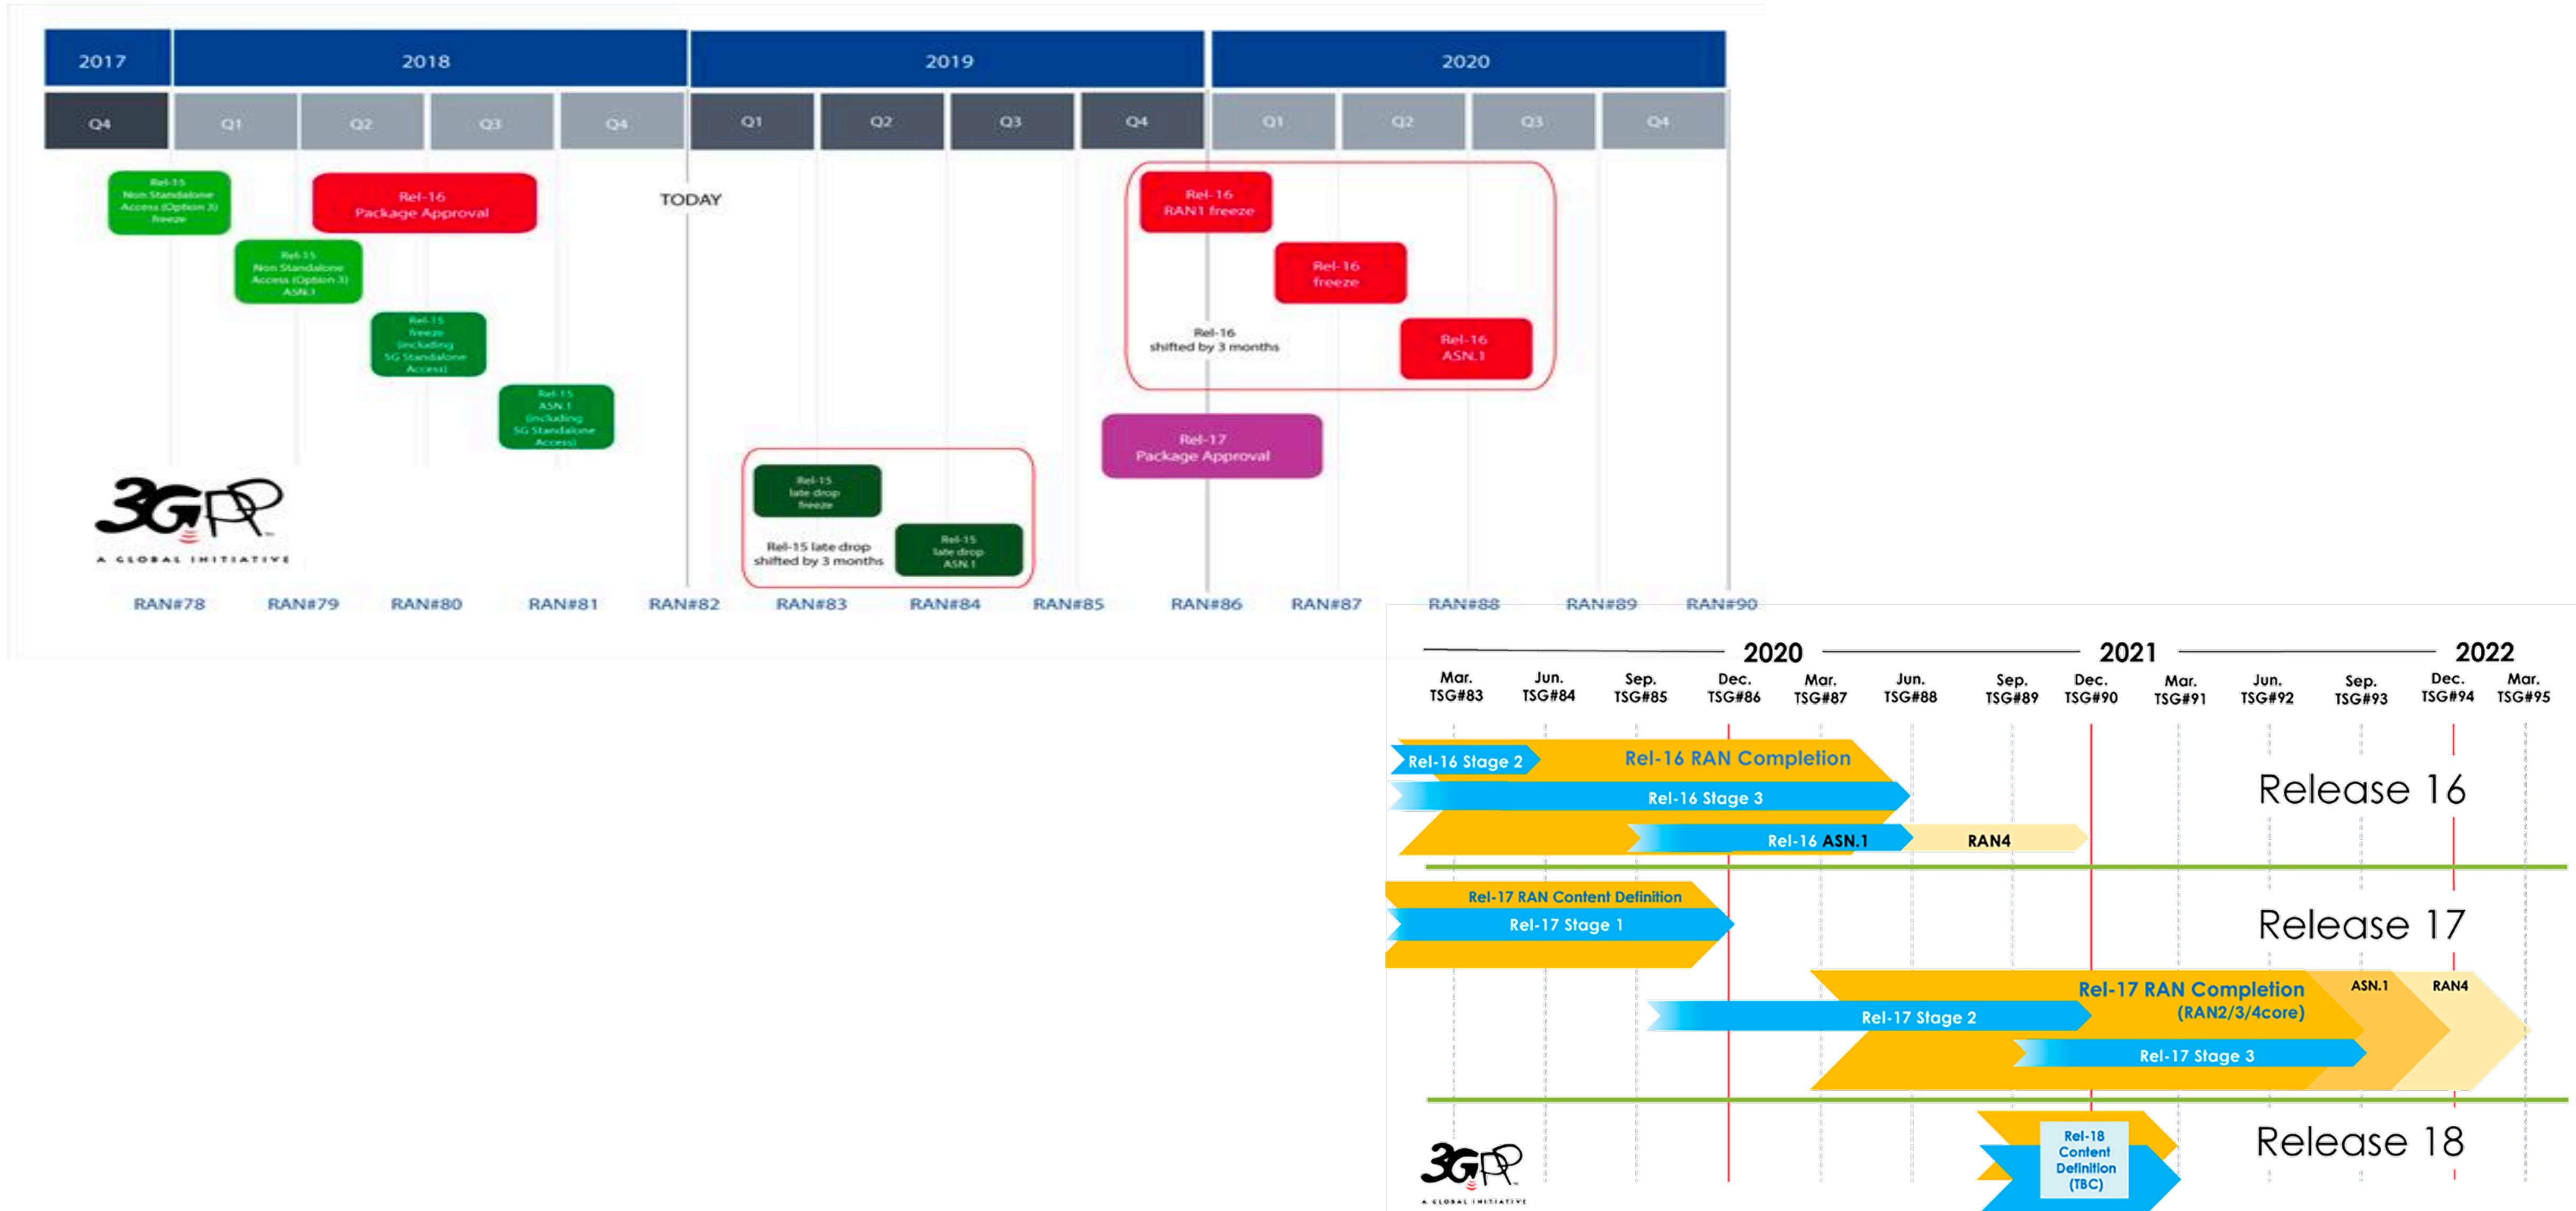 2017 2018 2019 2020
Q4 Q1 Q2 Q3 Q4 Q1 Q2 Q3 Q4 Q1 Q2 Q3 Q4
Rel-15
Non Standalone
Access (Option 3)
freeze
Rel-16
Package Approval
TODAY
Rel-16
RAN1 freeze
Rel-15
Non Standalone
Access (Option 3)
ASN.1
Rel-16
freeze
Rel-15
freeze
(including
5G Standalone
Access)
Rel-16
shifted by 3 months
Rel-16
ASN.1
Rel-15
ASN.1
(including
5G Standalone
Access)
Rel-17
Package Approval
Rel-15
late drop
freeze
Rel-15 late drop
shifted by 3 months
Rel-15
late drop
ASN.1
3GPP
A GLOBAL INITIATIVE
RAN#78 RAN#79 RAN#80 RAN#81 RAN#82 RAN#83 RAN#84 RAN#85 RAN#86 RAN#87 RAN#88 RAN#89 RAN#90
2020 2021 2022
Mar. Jun. Sep. Dec. Mar. Jun. Sep. Dec. Mar. Jun. Sep. Dec. Mar.
TSG#83 TSG#84 TSG#85 TSG#86 TSG#87 TSG#88 TSG#89 TSG#90 TSG#91 TSG#92 TSG#93 TSG#94 TSG#95
Rel-16 Stage 2
Rel-16 RAN Completion
Rel-16 Stage 3
Release 16
Rel-16 ASN.1
RAN4
Rel-17 RAN Content Definition
Rel-17 Stage 1
Release 17
Rel-17 RAN Completion
(RAN2/3/4core)
ASN.1
RAN4
Rel-17 Stage 2
Rel-17 Stage 3
Rel-18
Content
Definition
(TBC)
Release 18
3GPP
A GLOBAL INITIATIVE